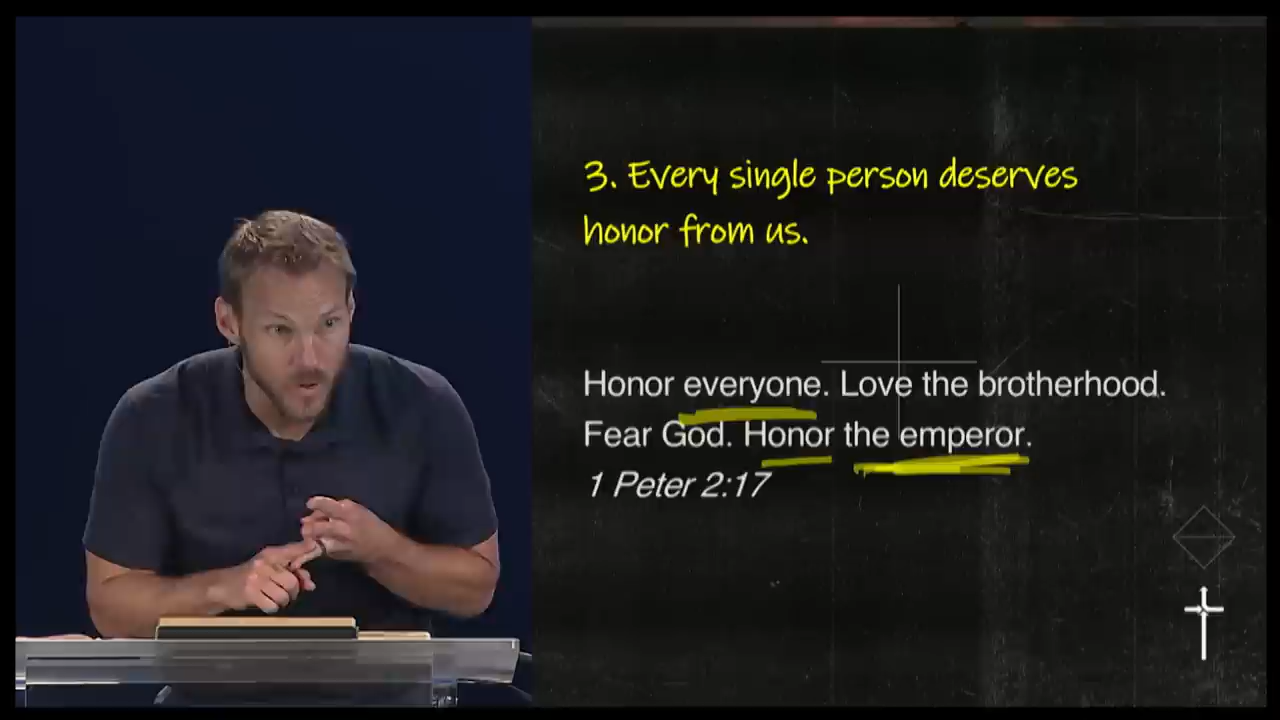 3. Every single person deserves
honor from us.
Honor everyone. Love the brotherhood.
Fear God. Honor the emperor.
1 Peter 2:17